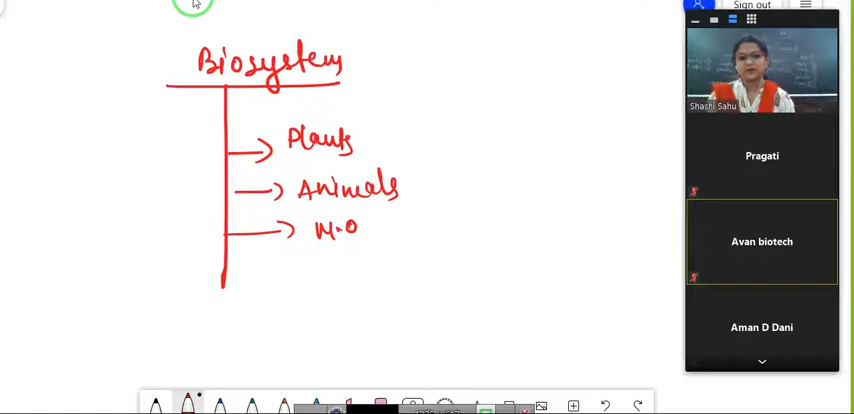 Sign out
Biosystem
Plants
Animals
M.O
Shashi Sahu
Pragati
Avan biotech
Aman D Dani